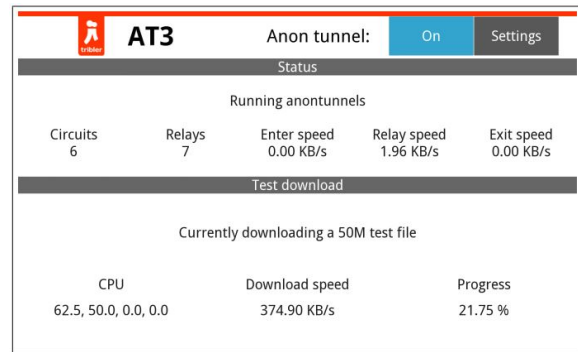 tribler
AT3 Anon tunnel: On Settings
Status
Running anontunnels
Circuits Relays Enter speed Relay speed Exit speed
6 7 0.00 KB/s 1.96 KB/s 0.00 KB/s
Test download
Currently downloading a 50M test file
CPU Download speed Progress
62.5, 50.0, 0.0, 0.0 374.90 KB/s 21.75 %